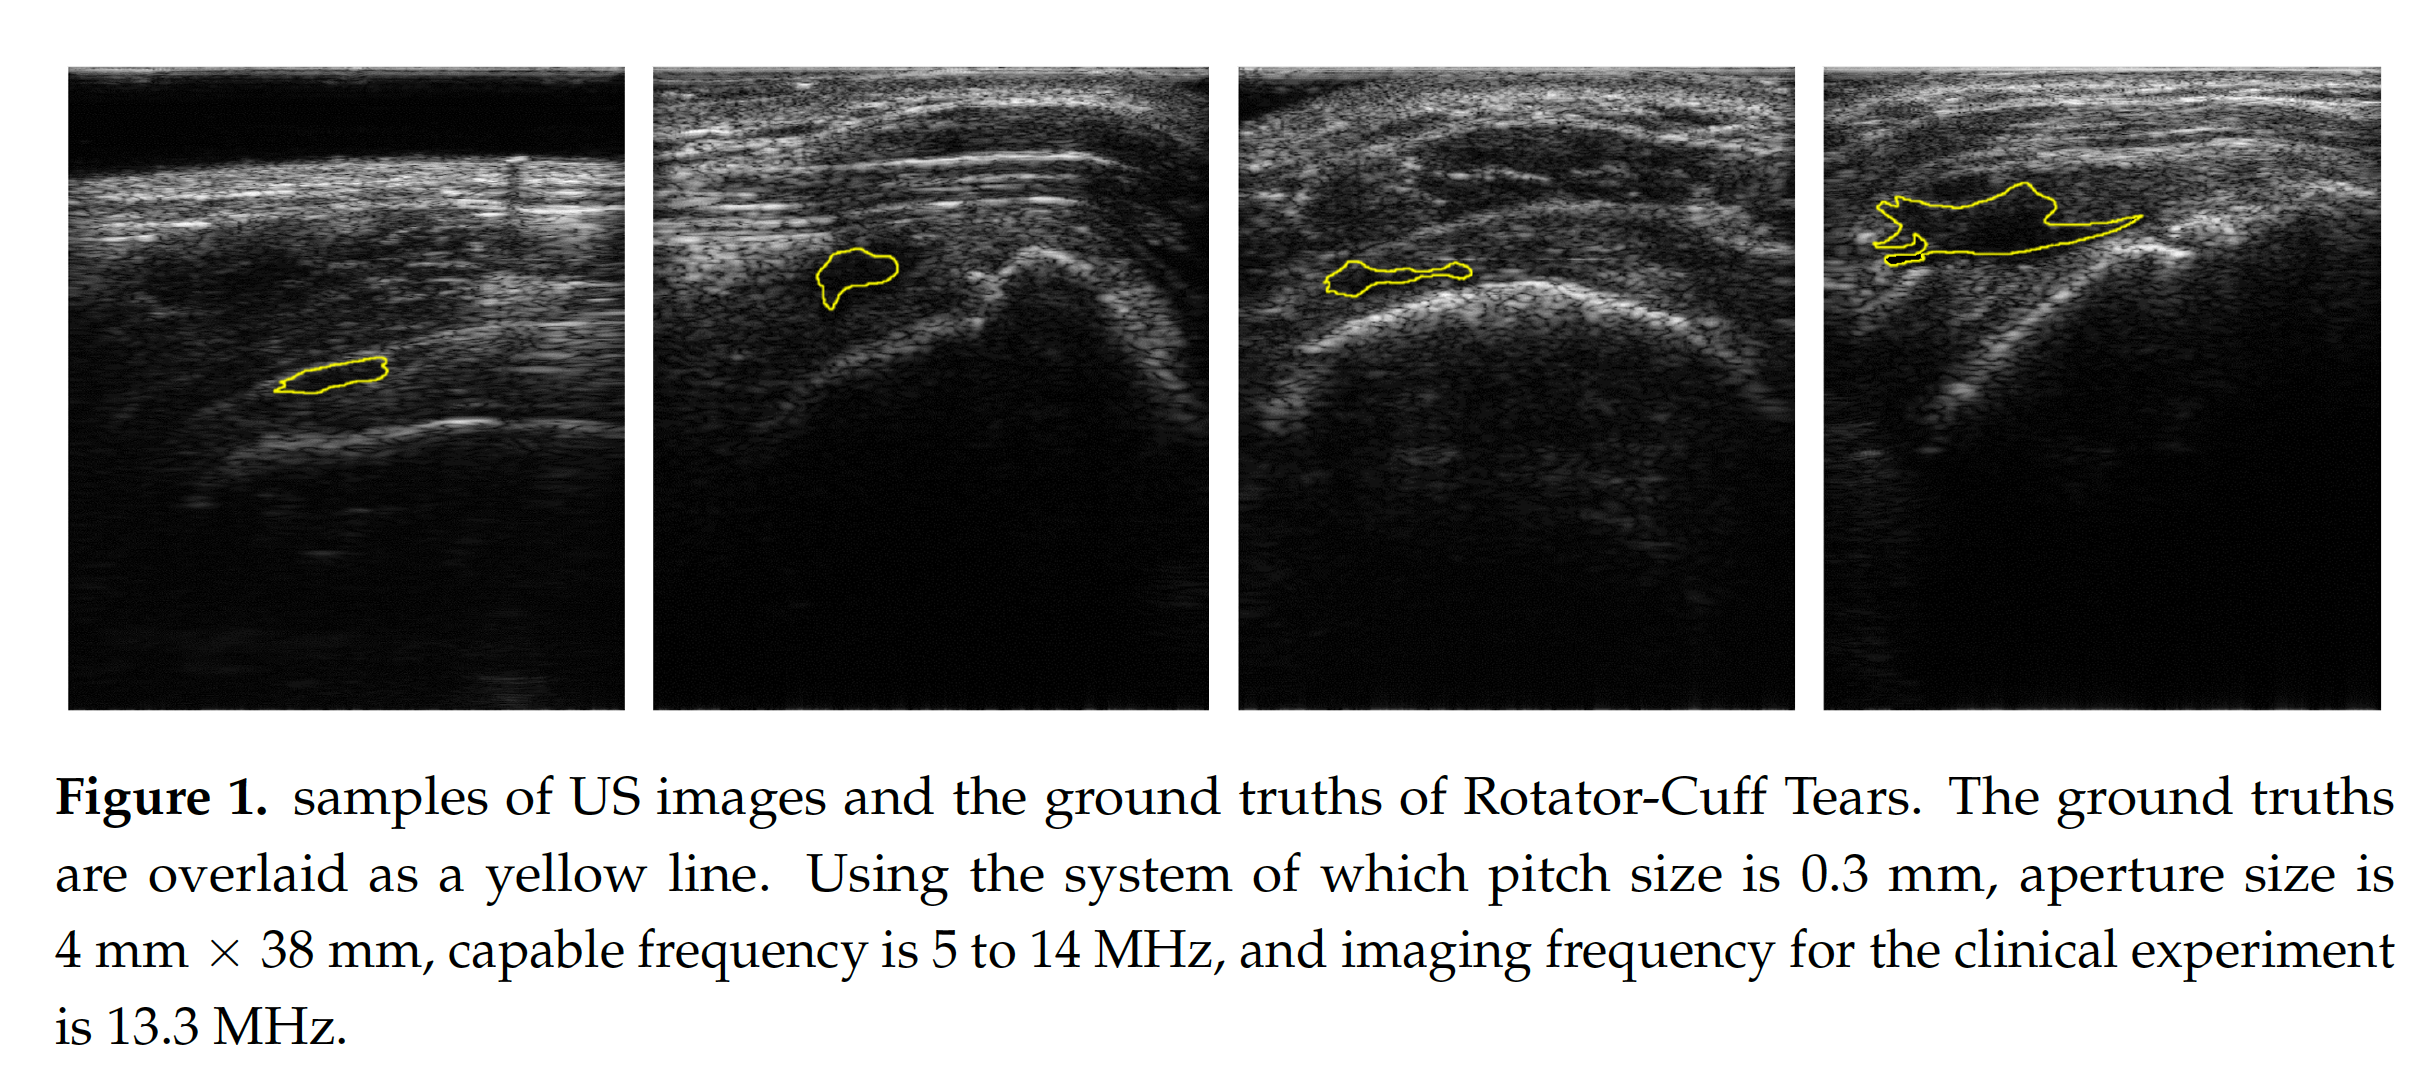 Figure 1. samples of US images and the ground truths of Rotator-Cuff Tears. The ground truths
are overlaid as a yellow line. Using the system of which pitch size is 0.3 mm, aperture size is
4 mm × 38 mm, capable frequency is 5 to 14 MHz, and imaging frequency for the clinical experiment
is 13.3 MHz.